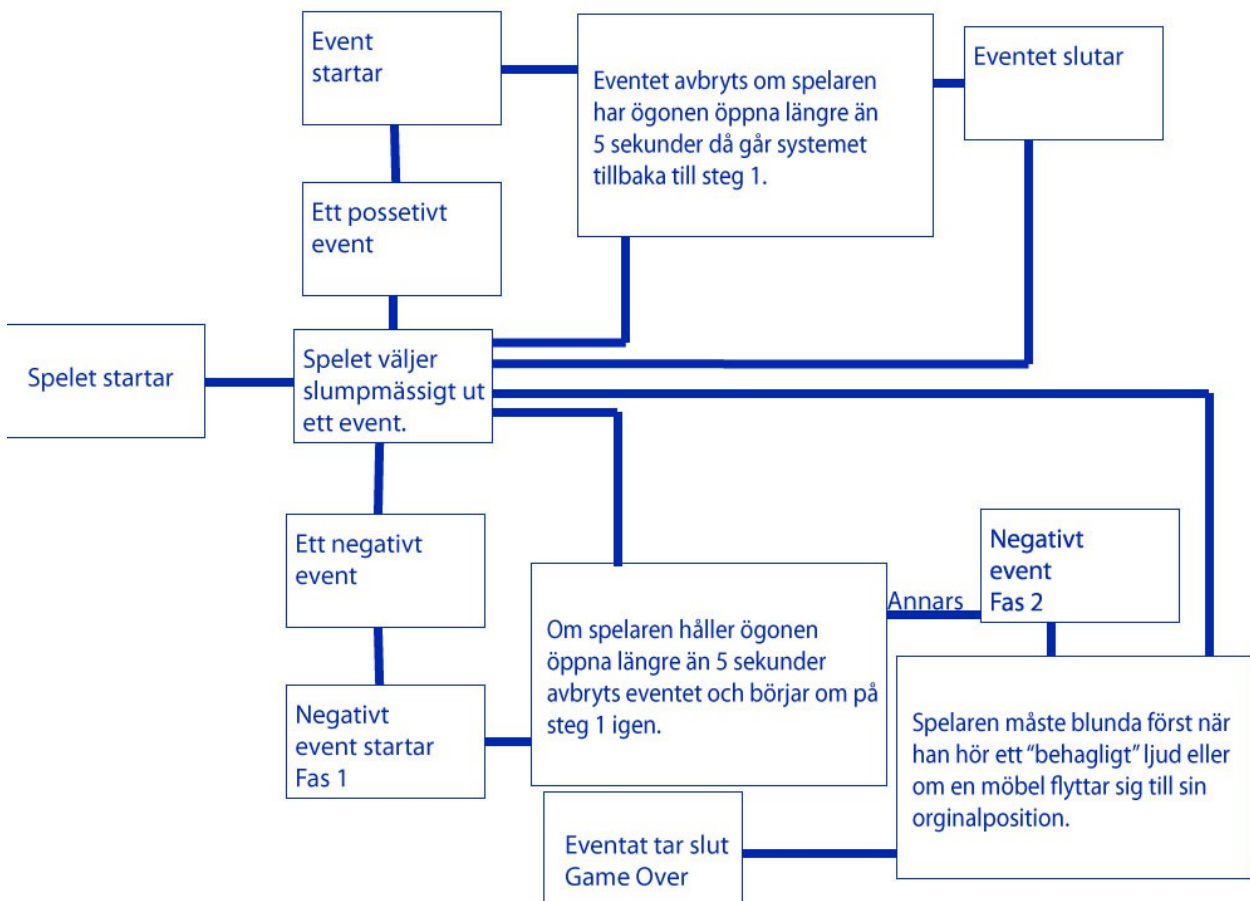 Event
startar
Eventet avbryts om spelaren
har ögonen öppna längre än
5 sekunder då går systemet
tillbaka till steg 1.
Eventet slutar
Ett possetivt
event
Spelet startar
Spelet väljer
slumpmässigt ut
ett event.
Ett negativt
event
Negativt
event startar
Fas 1
Om spelaren håller ögonen
öppna längre än 5 sekunder
avbryts eventet och börjar om på
steg 1 igen.
Annars
Negativt
event
Fas 2
Spelaren måste blunda först när
han hör ett “behagligt” ljud eller
om en möbel flyttar sig till sin
orginalposition.
Eventat tar slut
Game Over